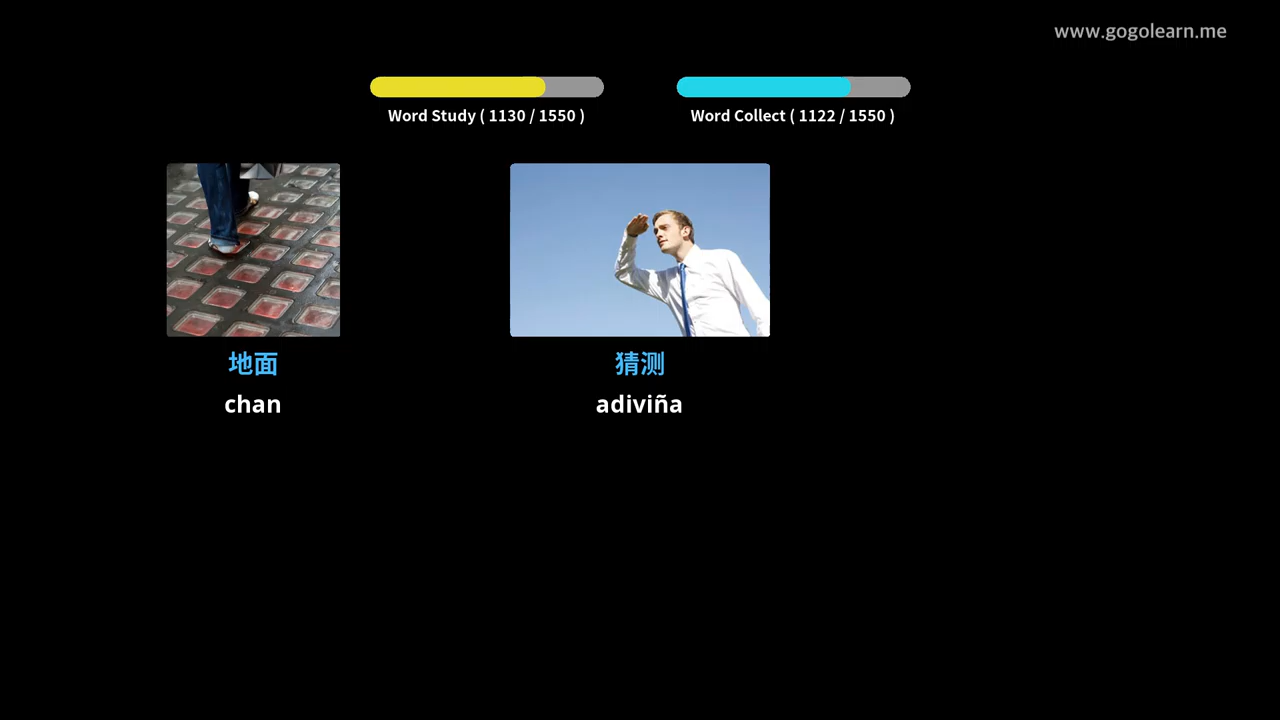 www.gogolearn.me
Word Study ( 1130 / 1550 )
Word Collect ( 1122 / 1550 )
地面
猜测
chan
adiviña